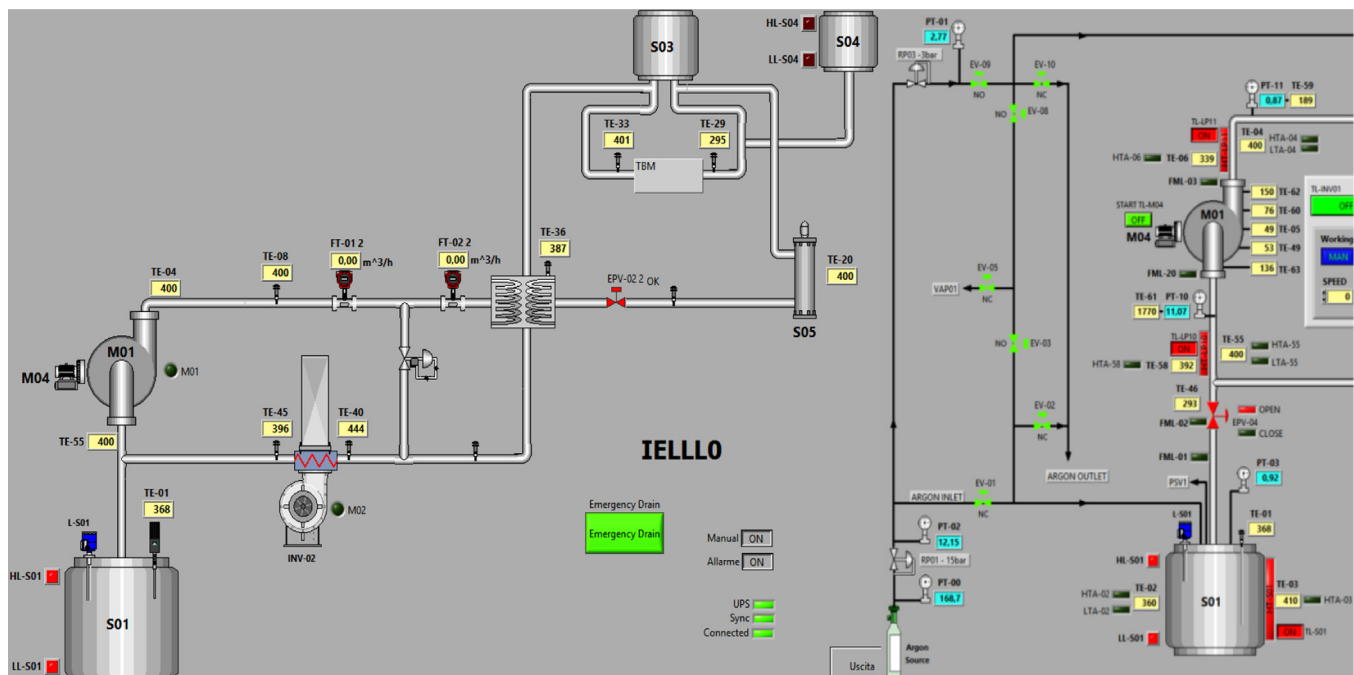 HL-S04
LL-S04
S03
S04
TE-33
401
TE-29
295
TBM
TE-36
387
FT-01 2
0,00 m^3/h
FT-02 2
0,00 m^3/h
TE-08
400
TE-04
400
EPV-02 2 OK
TE-20
400
S05
M01
M04
M01
TE-55
400
TE-45
396
TE-40
444
M02
INV-02
TE-01
368
L-S01
HL-S01
LL-S01
S01
IELLL0
Emergency Drain
Emergency Drain
Manual ON
Allarme ON
UPS
Sync
Connected
Uscita
PT-01
2,77
RP03 -3bar
EV-09
NO
EV-10
NC
NO EV-08
EV-05
NC
VAP01
NO EV-03
EV-02
NC
ARGON OUTLET
ARGON INLET
EV-01
NC
PT-02
12,15
RP01 - 15bar
PT-00
168,7
Argon
Source
PT-11
0,87
TE-59
189
TL-LP11
ON
TE-04
400
HTA-04
LTA-04
HTA-06
TE-06
339
FML-03
START TL-M04
OFF
M04
M01
150 TE-62
76 TE-60
49 TE-05
53 TE-49
136 TE-63
FML-20
TE-61
1770
PT-10
11,07
TL-LP10
ON
TE-55
400
HTA-55
LTA-55
HTA-58
TE-58
392
TE-46
293
OPEN
EPV-04
CLOSE
FML-02
FML-01
PSV1
PT-03
0,92
L-S01
TE-01
368
HL-S01
HTA-02
LTA-02
TE-02
360
S01
HT-S01
TE-03
410
HTA-03
LL-S01
ON
TL-S01
TL-INV01
OFF
Working
MAN
SPEED
0